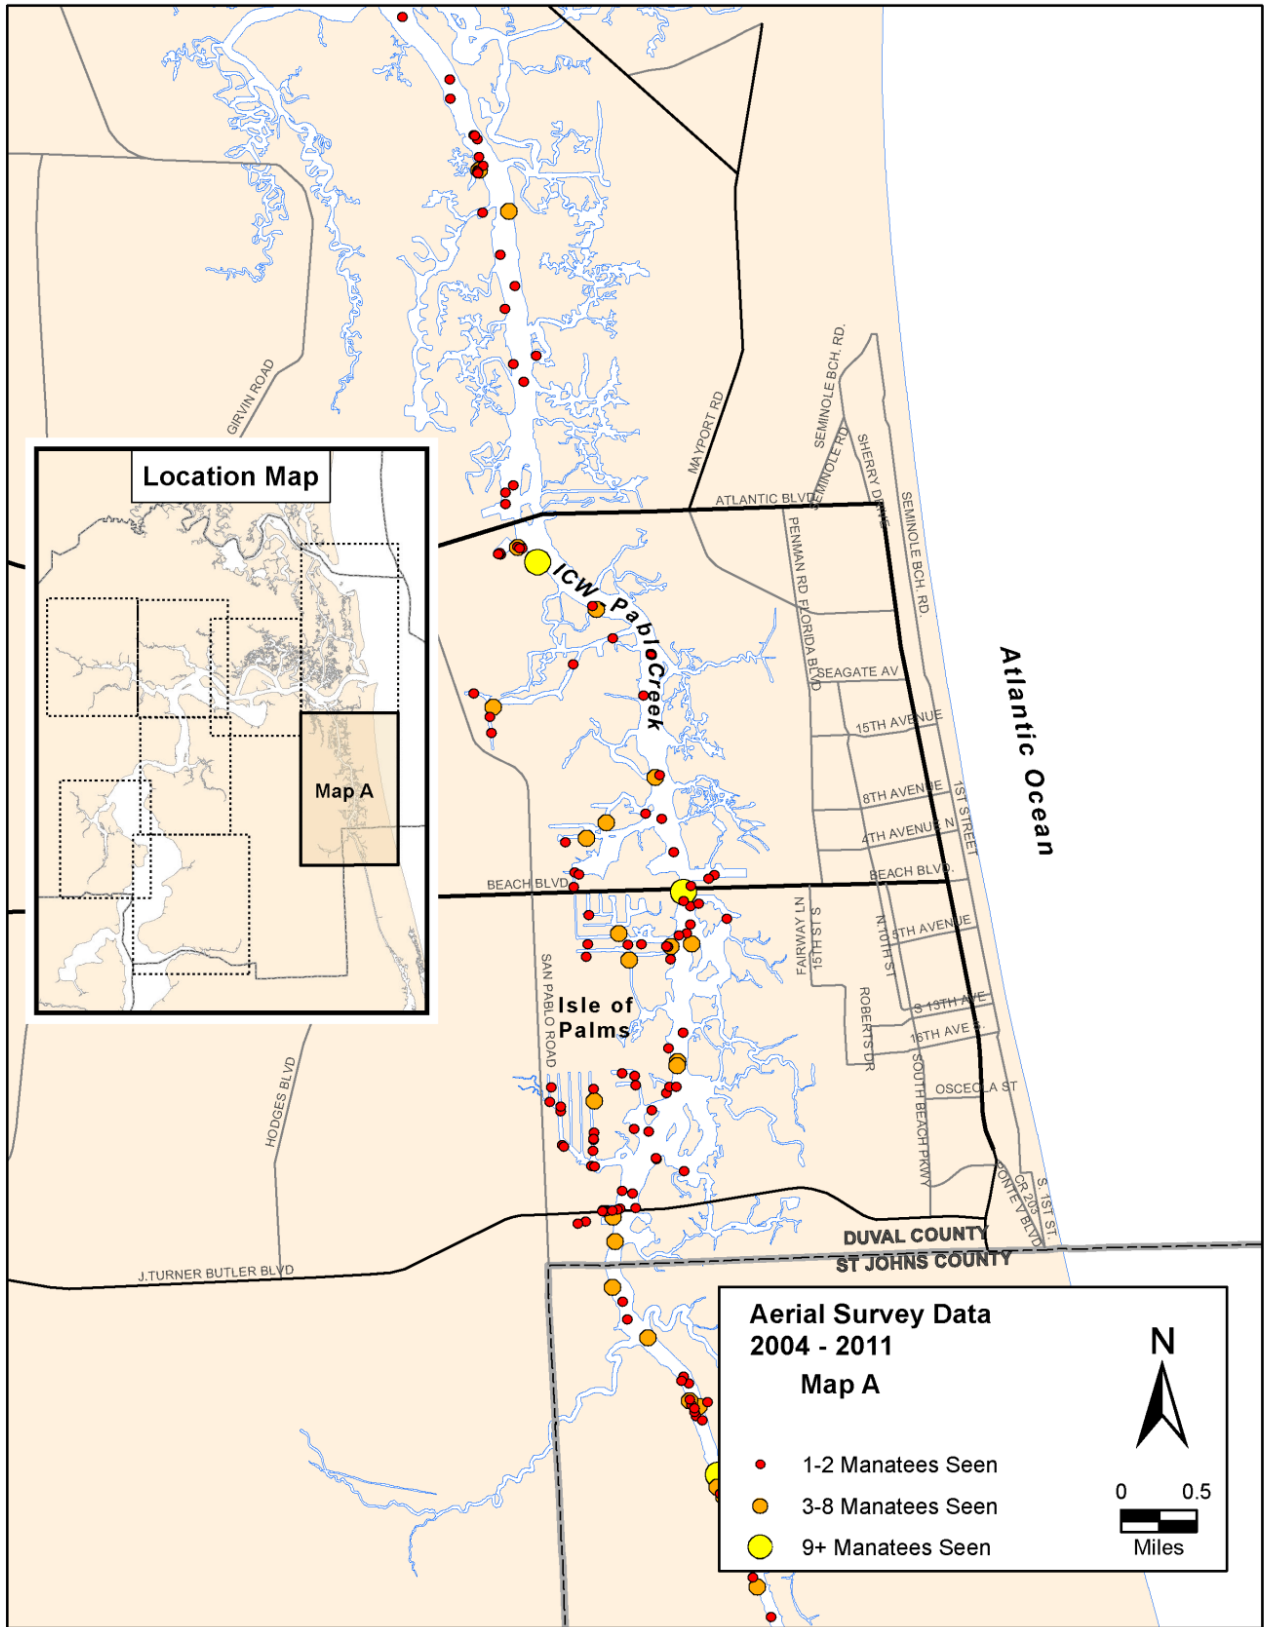 GIRVIN ROAD
MAYPORT RD
SEMINOLE BCH. RD.
SEMINOLE RD.
SHERRY DRIVE
SEMINOLE BCH. RD.
ATLANTIC BLVD
PENMAN RD
FLORIDA BLVD
Location Map
Map A
ICW - Pablo Creek
Atlantic Ocean
SEAGATE AV
15TH AVENUE
8TH AVENUE
4TH AVENUE N
1ST STREET
BEACH BLVD
BEACH BLVD.
FAIRWAY LN
15TH ST S
N.10TH ST
5TH AVENUE
SAN PABLO ROAD
Isle of
Palms
ROBERTS DR
S 13TH AVE
16TH AVE S.
SOUTH BEACH PKWY
OSCEOLA ST
HODGES BLVD
CR 203
PONTE V BLVD
S. 1ST ST.
DUVAL COUNTY
ST JOHNS COUNTY
J.TURNER BUTLER BLVD
Aerial Survey Data
2004 - 2011
Map A
N
1-2 Manatees Seen
3-8 Manatees Seen
9+ Manatees Seen
0 0.5
Miles